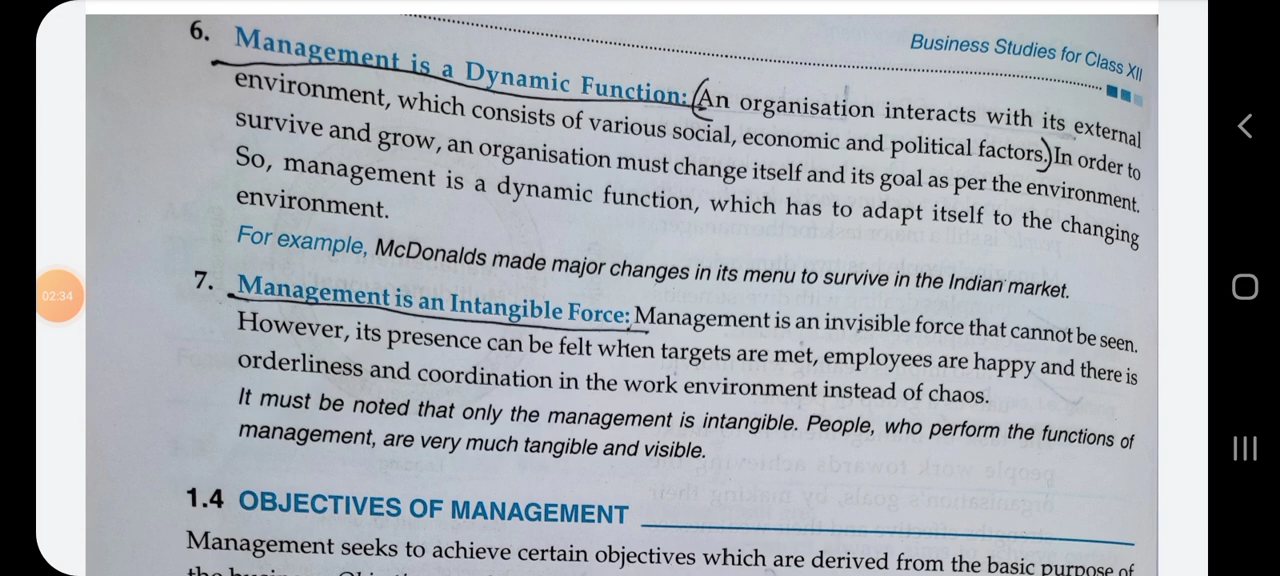 Business Studies for Class XII
6. Management is a Dynamic Function: An organisation interacts with its external
environment, which consists of various social, economic and political factors. In order to
survive and grow, an organisation must change itself and its goal as per the environment.
So, management is a dynamic function, which has to adapt itself to the changing
environment.
For example, McDonalds made major changes in its menu to survive in the Indian market.
7. Management is an Intangible Force: Management is an invisible force that cannot be seen.
However, its presence can be felt when targets are met, employees are happy and there is
orderliness and coordination in the work environment instead of chaos.
It must be noted that only the management is intangible. People, who perform the functions of
management, are very much tangible and visible.
1.4 OBJECTIVES OF MANAGEMENT
Management seeks to achieve certain objectives which are derived from the basic purpose of
02:34